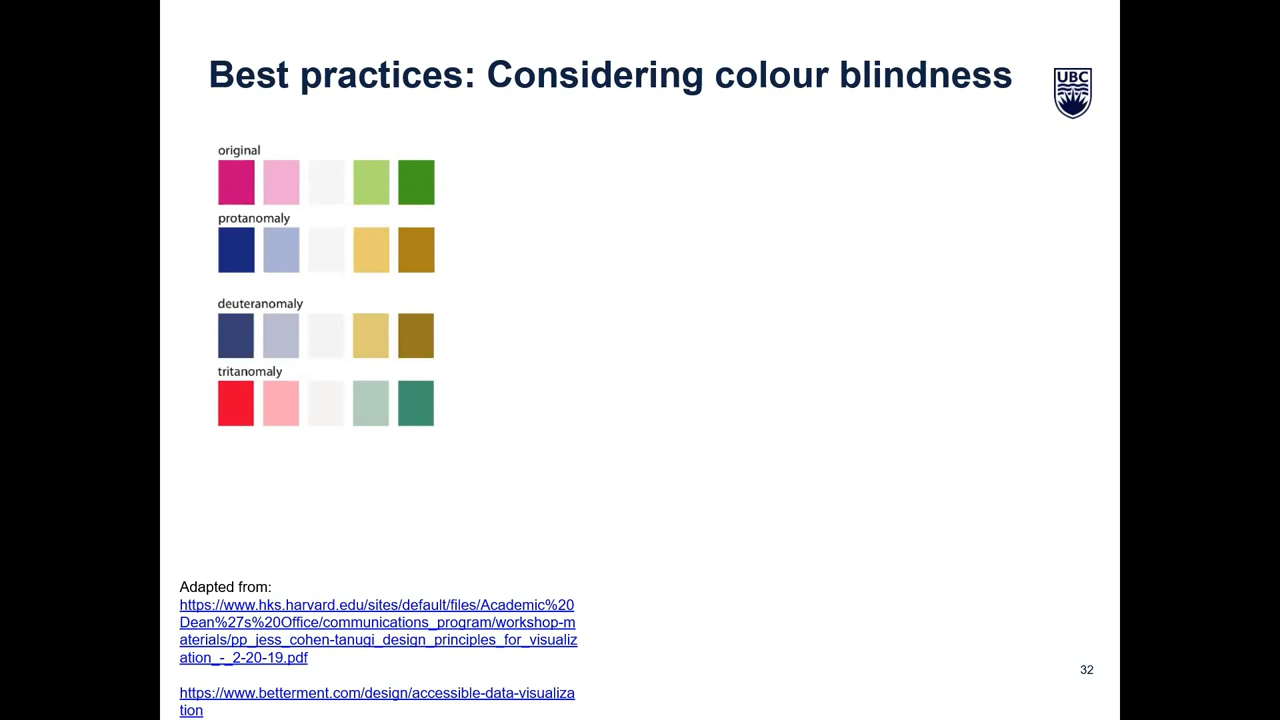 Best practices: Considering colour blindness
UBC
original
protanomaly
deuteranomaly
tritanomaly
Adapted from:
https://www.hks.harvard.edu/sites/default/files/Academic%20
Dean%27s%20Office/communications_program/workshop-m
aterials/pp_jess_cohen-tanugi_design_principles_for_visualiz
ation_-_2-20-19.pdf
32
https://www.betterment.com/design/accessible-data-visualiza
tion